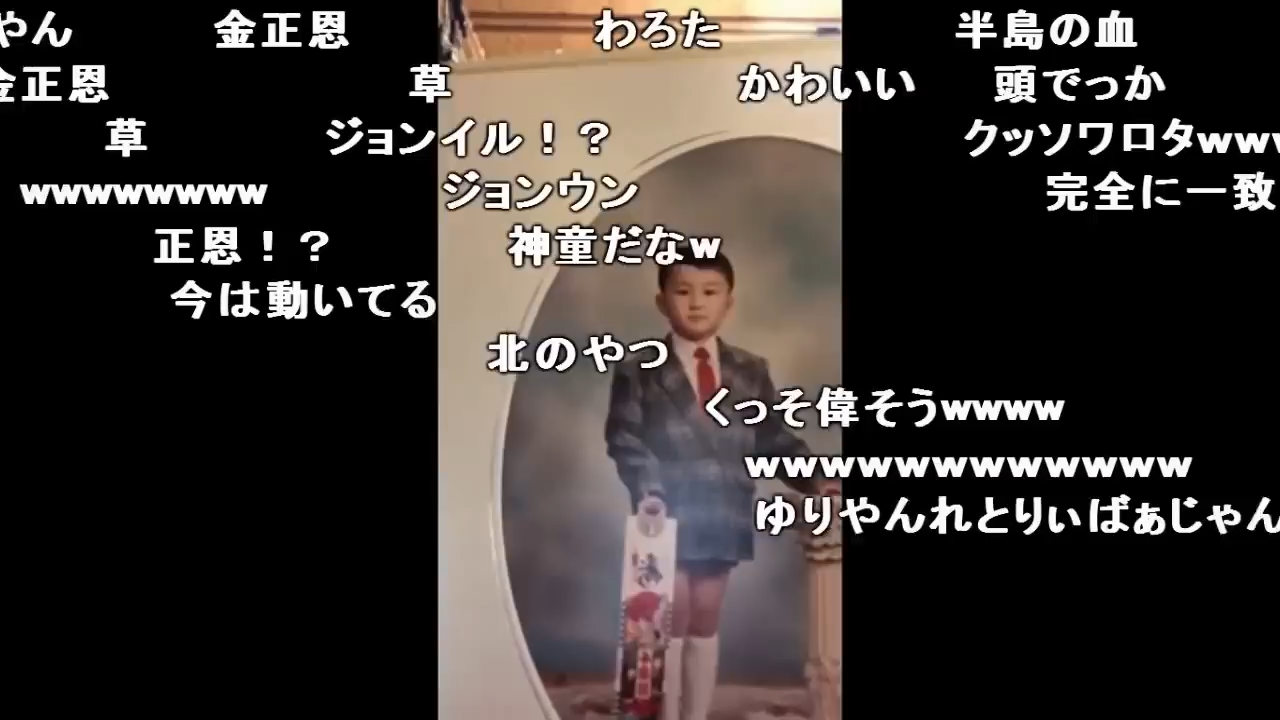 やん 金正恩 わろた 半島の血
金正恩 草 かわいい 頭でっか
草 ジョンイル！？ クッソワロタwww
wwwwwwwww ジョンウン 完全に一致
正恩！？ 神童だなw
今は動いてる
北のやつ
くっそ偉そうwwww
wwwwwwwwwwwww
ゆりやんれとりぃばぁじゃん